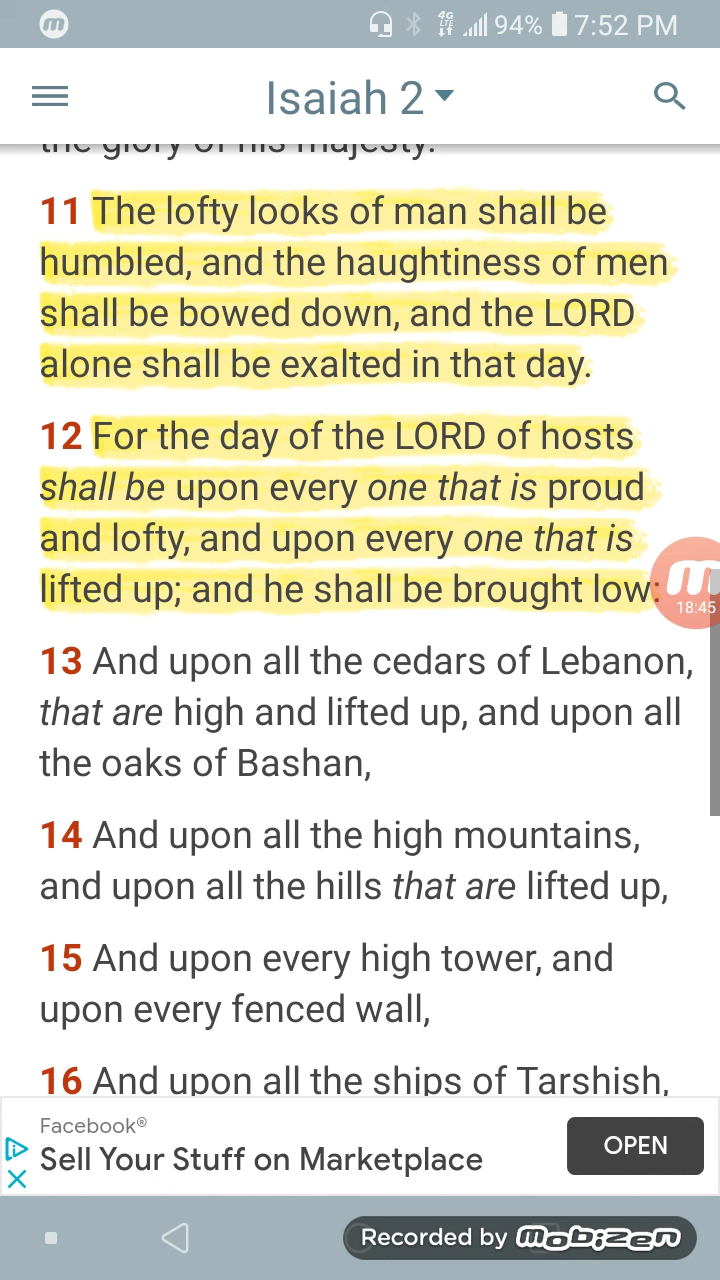 4G
LTE
94%
7:52 PM
Isaiah 2
the glory of his majesty.
11 The lofty looks of man shall be
humbled, and the haughtiness of men
shall be bowed down, and the LORD
alone shall be exalted in that day.
12 For the day of the LORD of hosts
shall be upon every one that is proud
and lofty, and upon every one that is
lifted up; and he shall be brought low:
m
18:45
13 And upon all the cedars of Lebanon,
that are high and lifted up, and upon all
the oaks of Bashan,
14 And upon all the high mountains,
and upon all the hills that are lifted up,
15 And upon every high tower, and
upon every fenced wall,
16 And upon all the ships of Tarshish,
Facebook®
Sell Your Stuff on Marketplace
OPEN
Recorded by mobizen